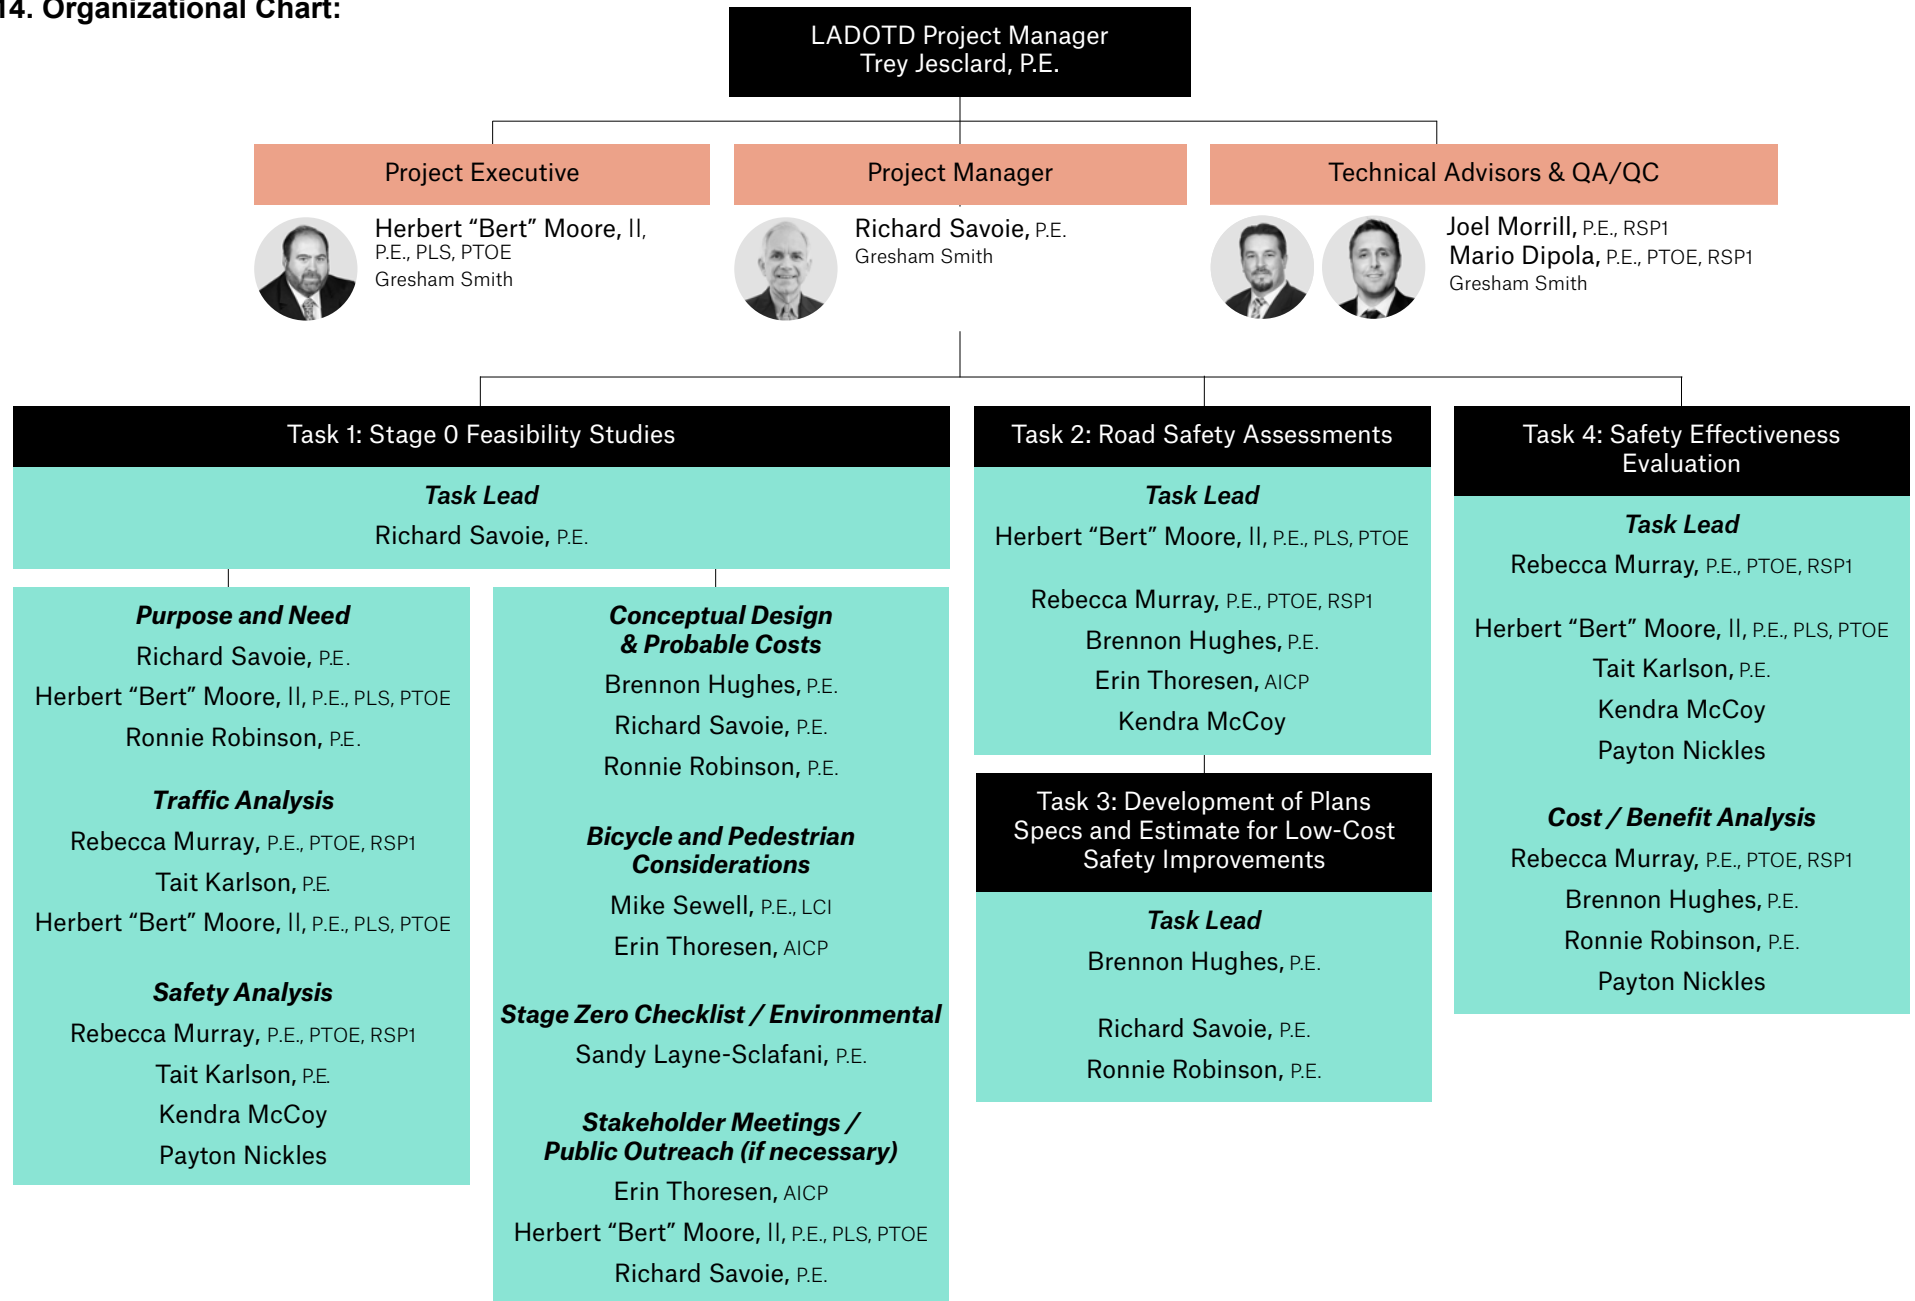 14. Organizational Chart:
LADOTD Project Manager
Trey Jesclard, P.E.
Project Executive
Herbert “Bert” Moore, II,
P.E., PLS, PTOE
Gresham Smith
Project Manager
Richard Savoie, P.E.
Gresham Smith
Technical Advisors & QA/QC
Joel Morrill, P.E., RSP1
Mario Dipola, P.E., PTOE, RSP1
Gresham Smith
Task 1: Stage 0 Feasibility Studies
Task Lead
Richard Savoie, P.E.
Purpose and Need
Richard Savoie, P.E.
Herbert “Bert” Moore, II, P.E., PLS, PTOE
Ronnie Robinson, P.E.
Traffic Analysis
Rebecca Murray, P.E., PTOE, RSP1
Tait Karlson, P.E.
Herbert “Bert” Moore, II, P.E., PLS, PTOE
Safety Analysis
Rebecca Murray, P.E., PTOE, RSP1
Tait Karlson, P.E.
Kendra McCoy
Payton Nickles
Conceptual Design
& Probable Costs
Brennon Hughes, P.E.
Richard Savoie, P.E.
Ronnie Robinson, P.E.
Bicycle and Pedestrian
Considerations
Mike Sewell, P.E., LCI
Erin Thoresen, AICP
Stage Zero Checklist / Environmental
Sandy Layne-Sclafani, P.E.
Stakeholder Meetings /
Public Outreach (if necessary)
Erin Thoresen, AICP
Herbert “Bert” Moore, II, P.E., PLS, PTOE
Richard Savoie, P.E.
Task 2: Road Safety Assessments
Task Lead
Herbert “Bert” Moore, II, P.E., PLS, PTOE
Rebecca Murray, P.E., PTOE, RSP1
Brennon Hughes, P.E.
Erin Thoresen, AICP
Kendra McCoy
Task 3: Development of Plans
Specs and Estimate for Low-Cost
Safety Improvements
Task Lead
Brennon Hughes, P.E.
Richard Savoie, P.E.
Ronnie Robinson, P.E.
Task 4: Safety Effectiveness
Evaluation
Task Lead
Rebecca Murray, P.E., PTOE, RSP1
Herbert “Bert” Moore, II, P.E., PLS, PTOE
Tait Karlson, P.E.
Kendra McCoy
Payton Nickles
Cost / Benefit Analysis
Rebecca Murray, P.E., PTOE, RSP1
Brennon Hughes, P.E.
Ronnie Robinson, P.E.
Payton Nickles